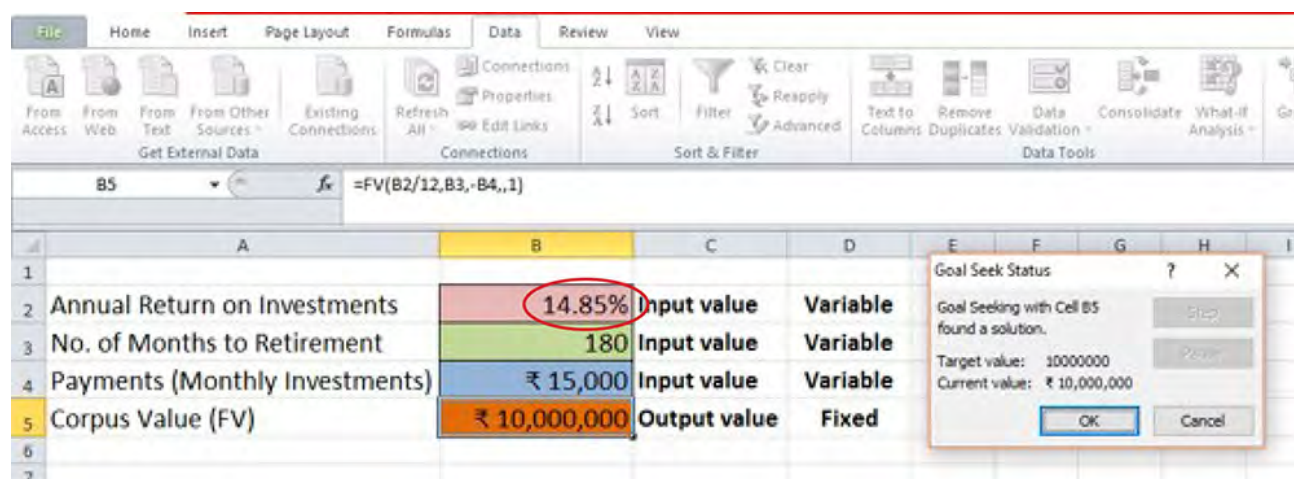 File Home Insert Page Layout Formulas Data Review View
Connections Clear
Properties Reapply
Edit Links Advanced
From Access From Web From Text From Other Sources Existing Connections Refresh All Sort Filter Text to Columns Remove Duplicates Data Validation Consolidate What-If Analysis
Get External Data Connections Sort & Filter Data Tools
B5 fx =FV(B2/12,B3,-B4,,1)
A B C D E F G H I
1
2 Annual Return on Investments 14.85% Input value Variable
3 No. of Months to Retirement 180 Input value Variable
4 Payments (Monthly Investments) ₹ 15,000 Input value Variable
5 Corpus Value (FV) ₹ 10,000,000 Output value Fixed
6
Goal Seek Status ? X
Goal Seeking with Cell B5
found a solution.
Step
Pause
Target value: 10000000
Current value: ₹ 10,000,000
OK Cancel